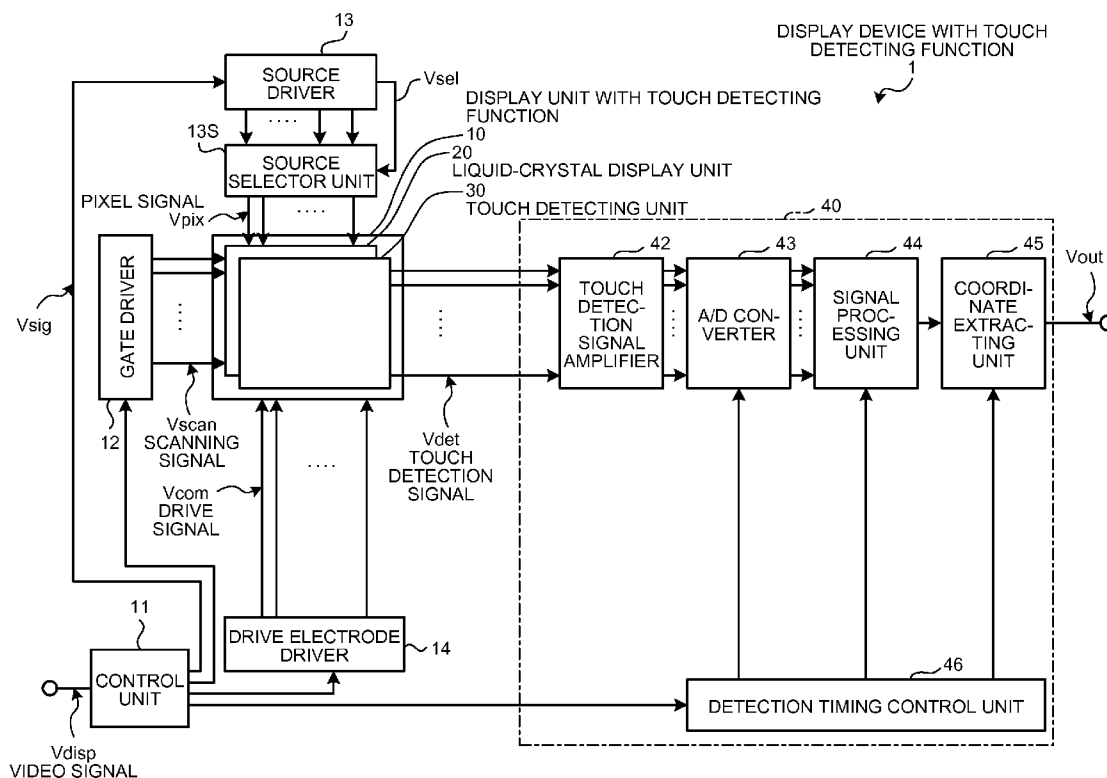 DISPLAY DEVICE WITH TOUCH
DETECTING FUNCTION
1
13
SOURCE
DRIVER
Vsel
DISPLAY UNIT WITH TOUCH DETECTING
FUNCTION
10
20
LIQUID-CRYSTAL DISPLAY UNIT
30
TOUCH DETECTING UNIT
13S
SOURCE
SELECTOR UNIT
PIXEL SIGNAL
Vpix
Vsig
GATE DRIVER
12
Vscan
SCANNING
SIGNAL
Vcom
DRIVE
SIGNAL
Vdet
TOUCH
DETECTION
SIGNAL
40
42
TOUCH
DETEC-
TION
SIGNAL
AMPLIFIER
43
A/D CON-
VERTER
44
SIGNAL
PROC-
ESSING
UNIT
45
COORDI-
NATE
EXTRAC-
TING
UNIT
Vout
11
CONTROL
UNIT
DRIVE ELECTRODE
DRIVER
14
46
DETECTION TIMING CONTROL UNIT
Vdisp
VIDEO SIGNAL